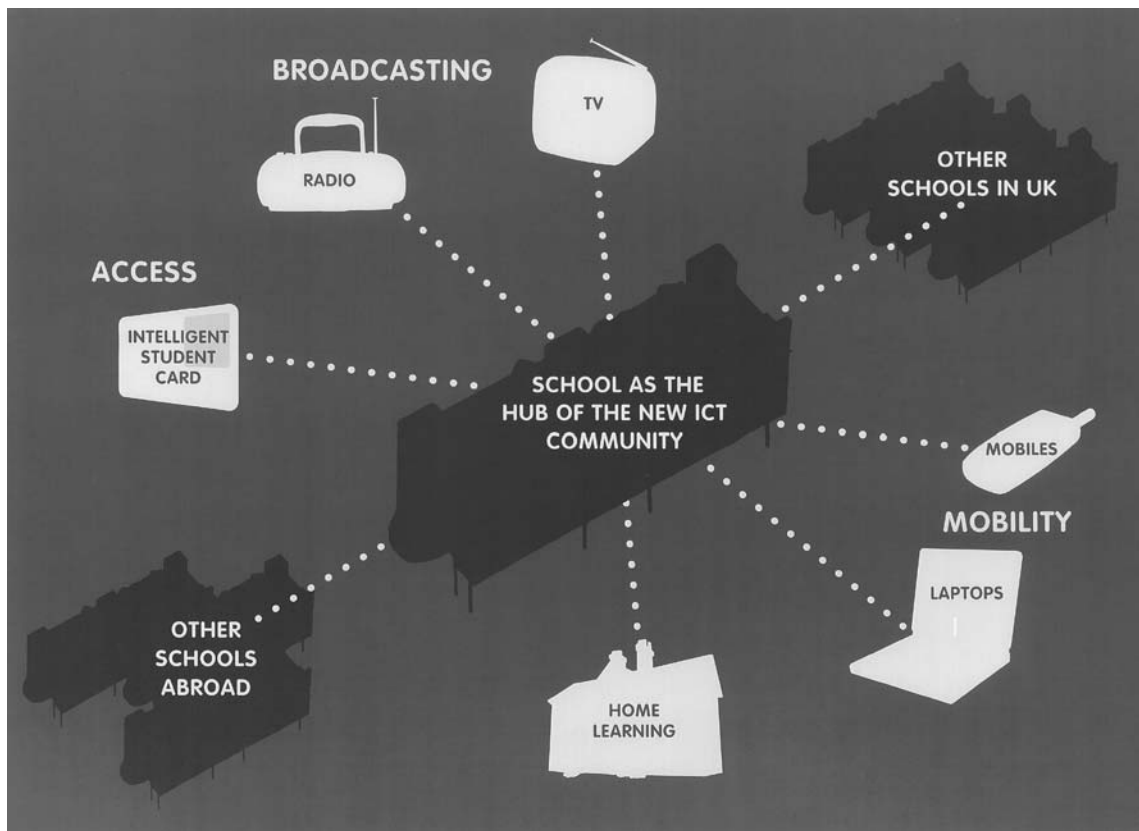 BROADCASTING
TV
RADIO
OTHER
SCHOOLS IN UK
ACCESS
INTELLIGENT
STUDENT
CARD
SCHOOL AS THE
HUB OF THE NEW ICT
COMMUNITY
MOBILES
MOBILITY
LAPTOPS
OTHER
SCHOOLS
ABROAD
HOME
LEARNING